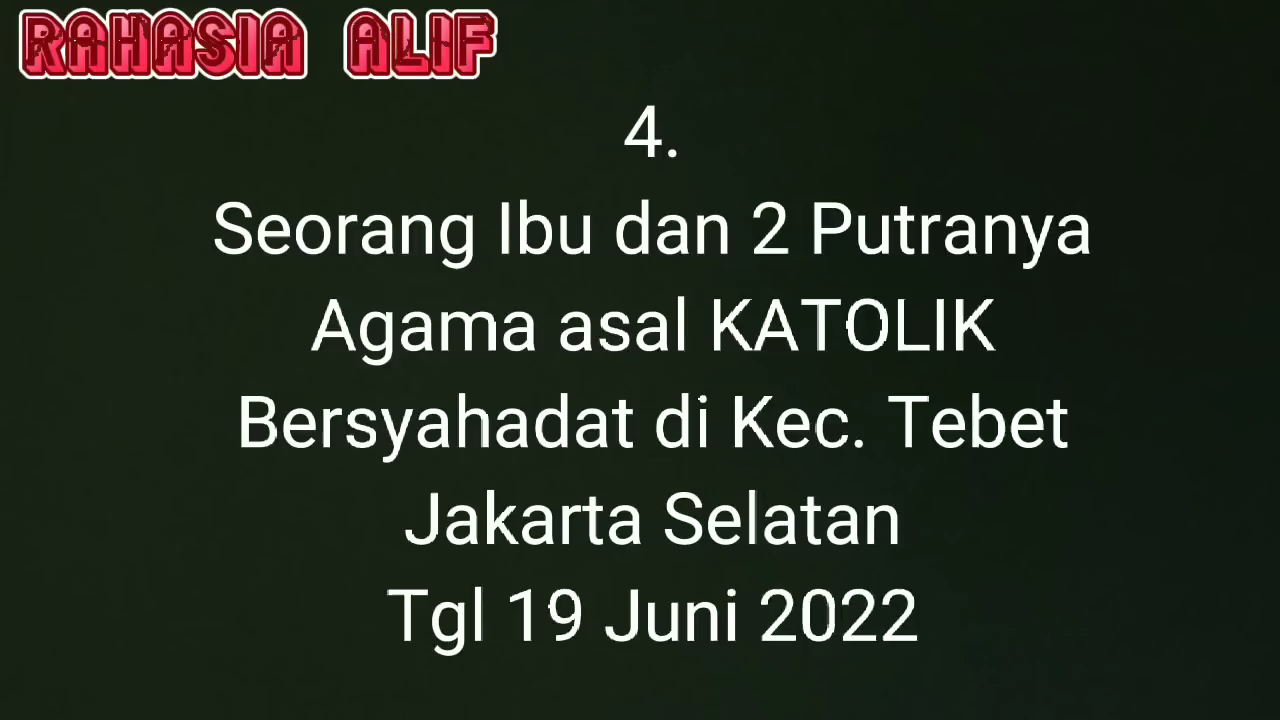 RAHASIA ALIF
4.
Seorang Ibu dan 2 Putranya
Agama asal KATOLIK
Bersyahadat di Kec. Tebet
Jakarta Selatan
Tgl 19 Juni 2022